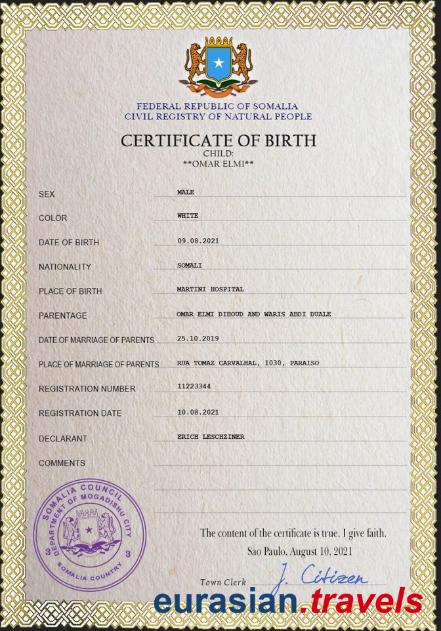 FEDERAL REPUBLIC OF SOMALIA
CIVIL REGISTRY OF NATURAL PEOPLE
CERTIFICATE OF BIRTH
CHILD:
**OMAR ELMI**
SEX MALE
COLOR WHITE
DATE OF BIRTH 09.08.2021
NATIONALITY SOMALI
PLACE OF BIRTH MARTINI HOSPITAL
PARENTAGE OMAR ELMI DIHOUD AND WARIS ABDI DUALE
DATE OF MARRIAGE OF PARENTS 25.10.2019
PLACE OF MARRIAGE OF PARENTS RUA TOMAZ CARVALHAL, 1030, PARAISO
REGISTRATION NUMBER 11223344
REGISTRATION DATE 10.08.2021
DECLARANT ERICH LESCHZINER
COMMENTS
SOMALIA COUNCIL
DEPARTMENT OF MOGADISHU CITY
3 3
SOMALIA COUNTRY
The content of the certificate is true, I give faith.
São Paulo, August 10, 2021
Town Clerk J. Citizen
eurasian.travels